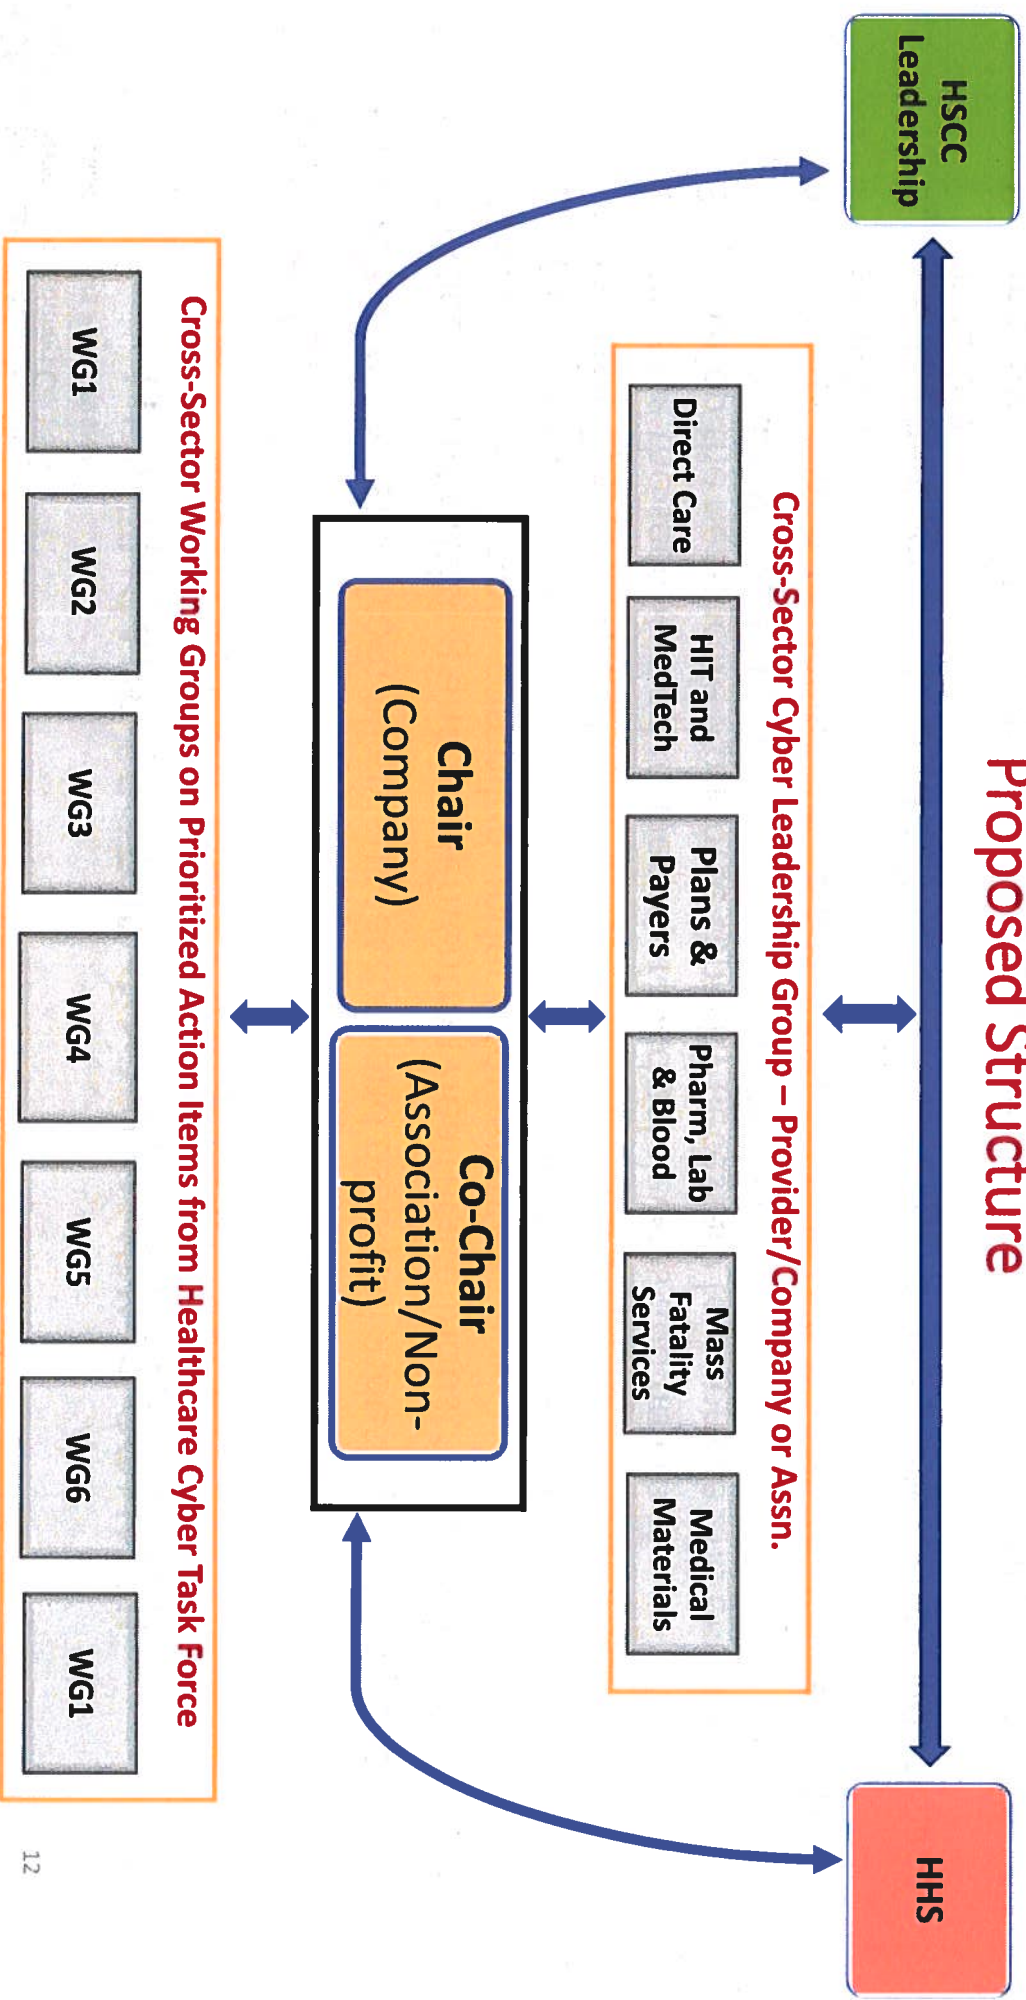 Proposed Structure
HSCC
Leadership
HHS
Cross-Sector Cyber Leadership Group – Provider/Company or Assn.
Direct Care
HIT and
MedTech
Plans &
Payers
Pharm, Lab
& Blood
Mass
Fatality
Services
Medical
Materials
Chair
(Company)
Co-Chair
(Association/Non-
profit)
Cross-Sector Working Groups on Prioritized Action Items from Healthcare Cyber Task Force
WG1
WG2
WG3
WG4
WG5
WG6
WG1
12